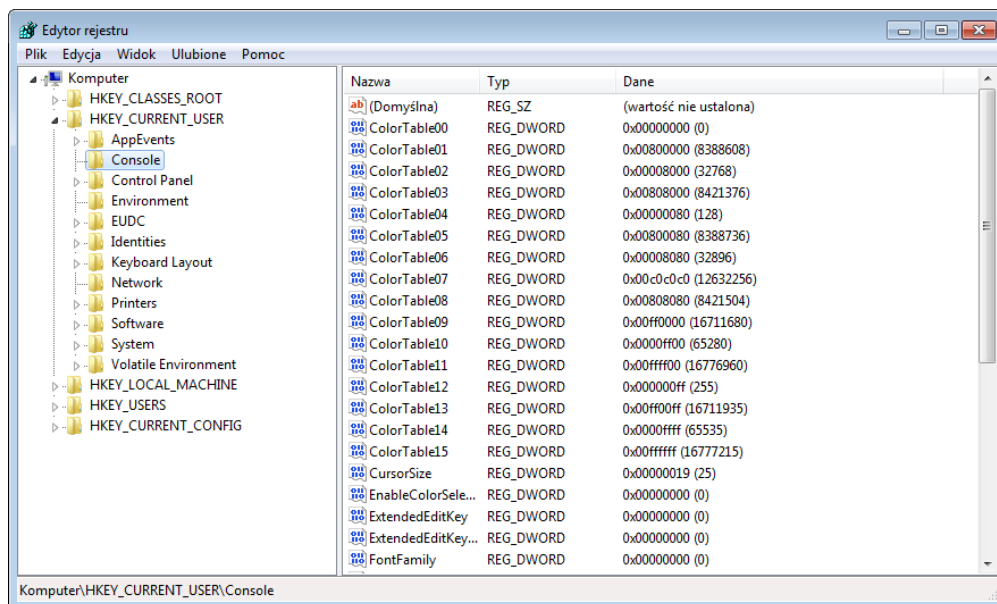 Edytor rejestru
Plik Edycja Widok Ulubione Pomoc
Komputer
HKEY_CLASSES_ROOT
HKEY_CURRENT_USER
AppEvents
Console
Control Panel
Environment
EUDC
Identities
Keyboard Layout
Network
Printers
Software
System
Volatile Environment
HKEY_LOCAL_MACHINE
HKEY_USERS
HKEY_CURRENT_CONFIG
Nazwa Typ Dane
(Domyślna) REG_SZ (wartość nie ustalona)
ColorTable00 REG_DWORD 0x00000000 (0)
ColorTable01 REG_DWORD 0x00800000 (8388608)
ColorTable02 REG_DWORD 0x00008000 (32768)
ColorTable03 REG_DWORD 0x00808000 (8421376)
ColorTable04 REG_DWORD 0x00000080 (128)
ColorTable05 REG_DWORD 0x00800080 (8388736)
ColorTable06 REG_DWORD 0x00008080 (32896)
ColorTable07 REG_DWORD 0x00c0c0c0 (12632256)
ColorTable08 REG_DWORD 0x00808080 (8421504)
ColorTable09 REG_DWORD 0x00ff0000 (16711680)
ColorTable10 REG_DWORD 0x0000ff00 (65280)
ColorTable11 REG_DWORD 0x00ffff00 (16776960)
ColorTable12 REG_DWORD 0x000000ff (255)
ColorTable13 REG_DWORD 0x00ff00ff (16711935)
ColorTable14 REG_DWORD 0x0000ffff (65535)
ColorTable15 REG_DWORD 0x00ffffff (16777215)
CursorSize REG_DWORD 0x00000019 (25)
EnableColorSele... REG_DWORD 0x00000000 (0)
ExtendedEditKey REG_DWORD 0x00000000 (0)
ExtendedEditKey... REG_DWORD 0x00000000 (0)
FontFamily REG_DWORD 0x00000000 (0)
Komputer\HKEY_CURRENT_USER\Console